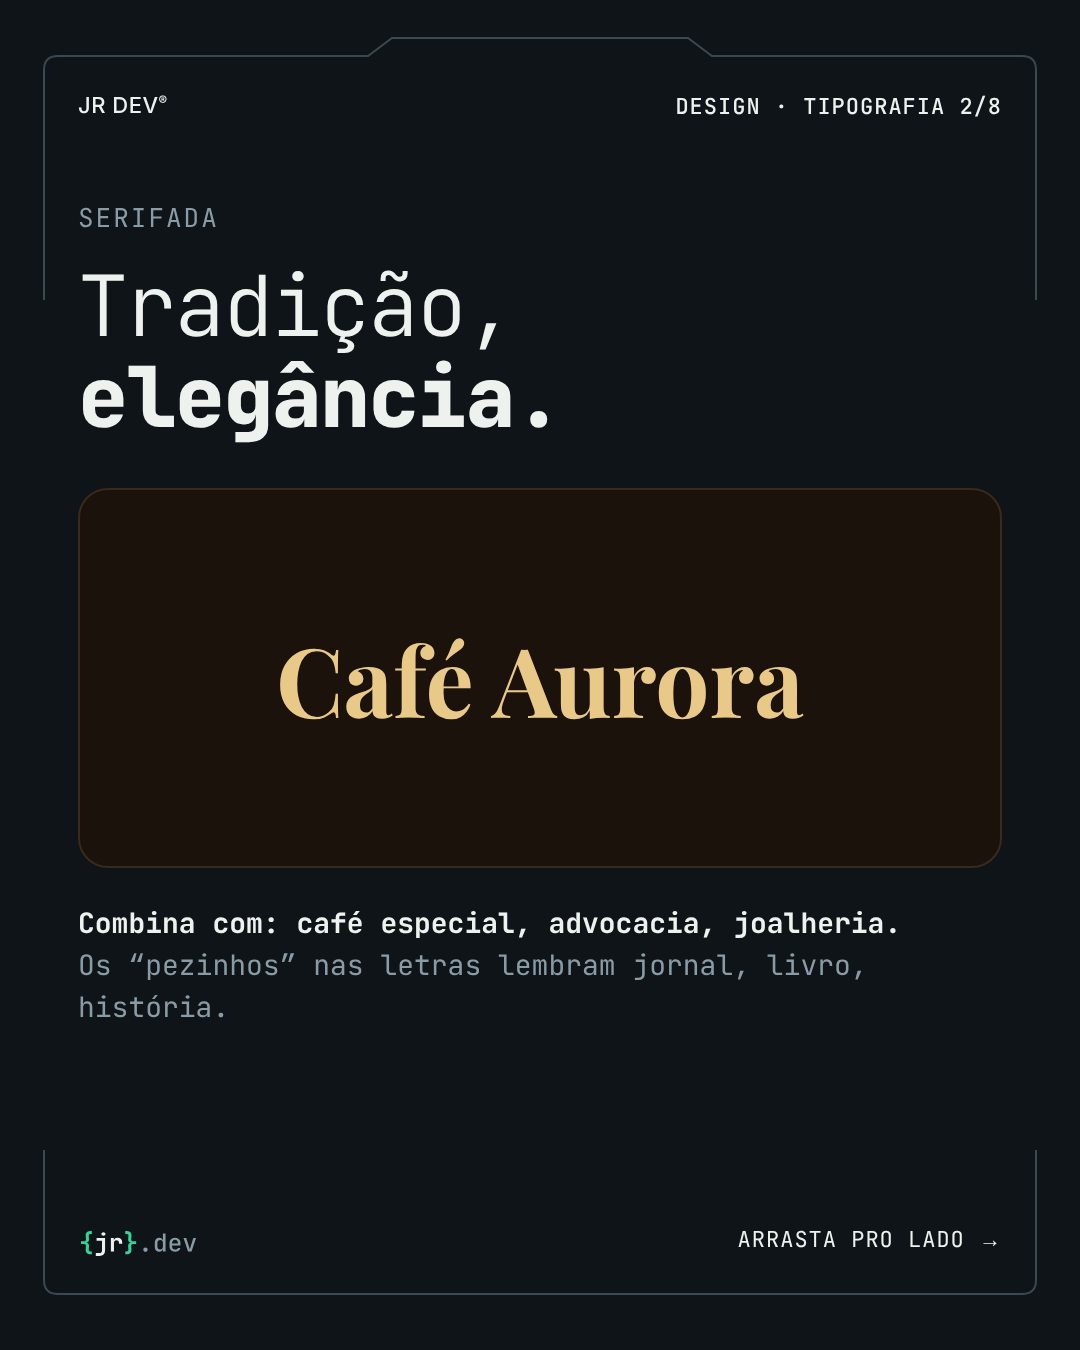 JR DEV®
DESIGN · TIPOGRAFIA 2/8
SERIFADA
Tradição,
elegância.
Café Aurora
Combina com: café especial, advocacia, joalheria.
Os “pezinhos” nas letras lembram jornal, livro,
história.
{jr}.dev
ARRASTA PRO LADO →